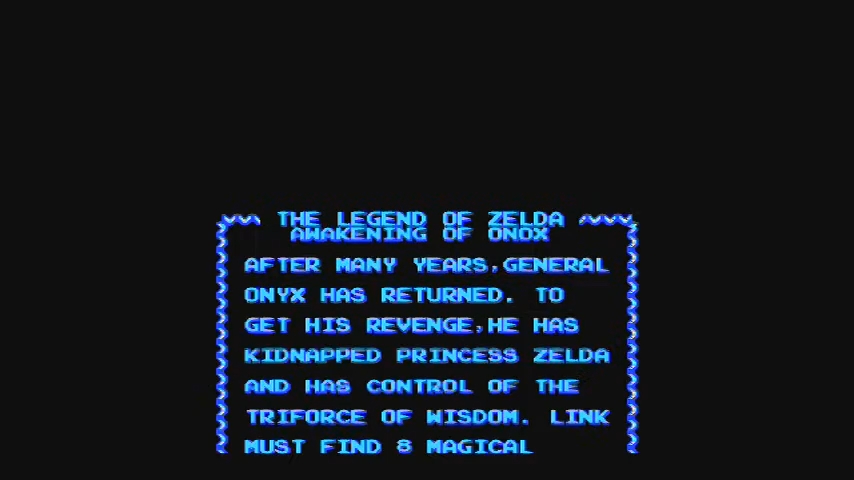 THE LEGEND OF ZELDA
AWAKENING OF ONOX
AFTER MANY YEARS,GENERAL
ONYX HAS RETURNED. TO
GET HIS REVENGE,HE HAS
KIDNAPPED PRINCESS ZELDA
AND HAS CONTROL OF THE
TRIFORCE OF WISDOM. LINK
MUST FIND 8 MAGICAL